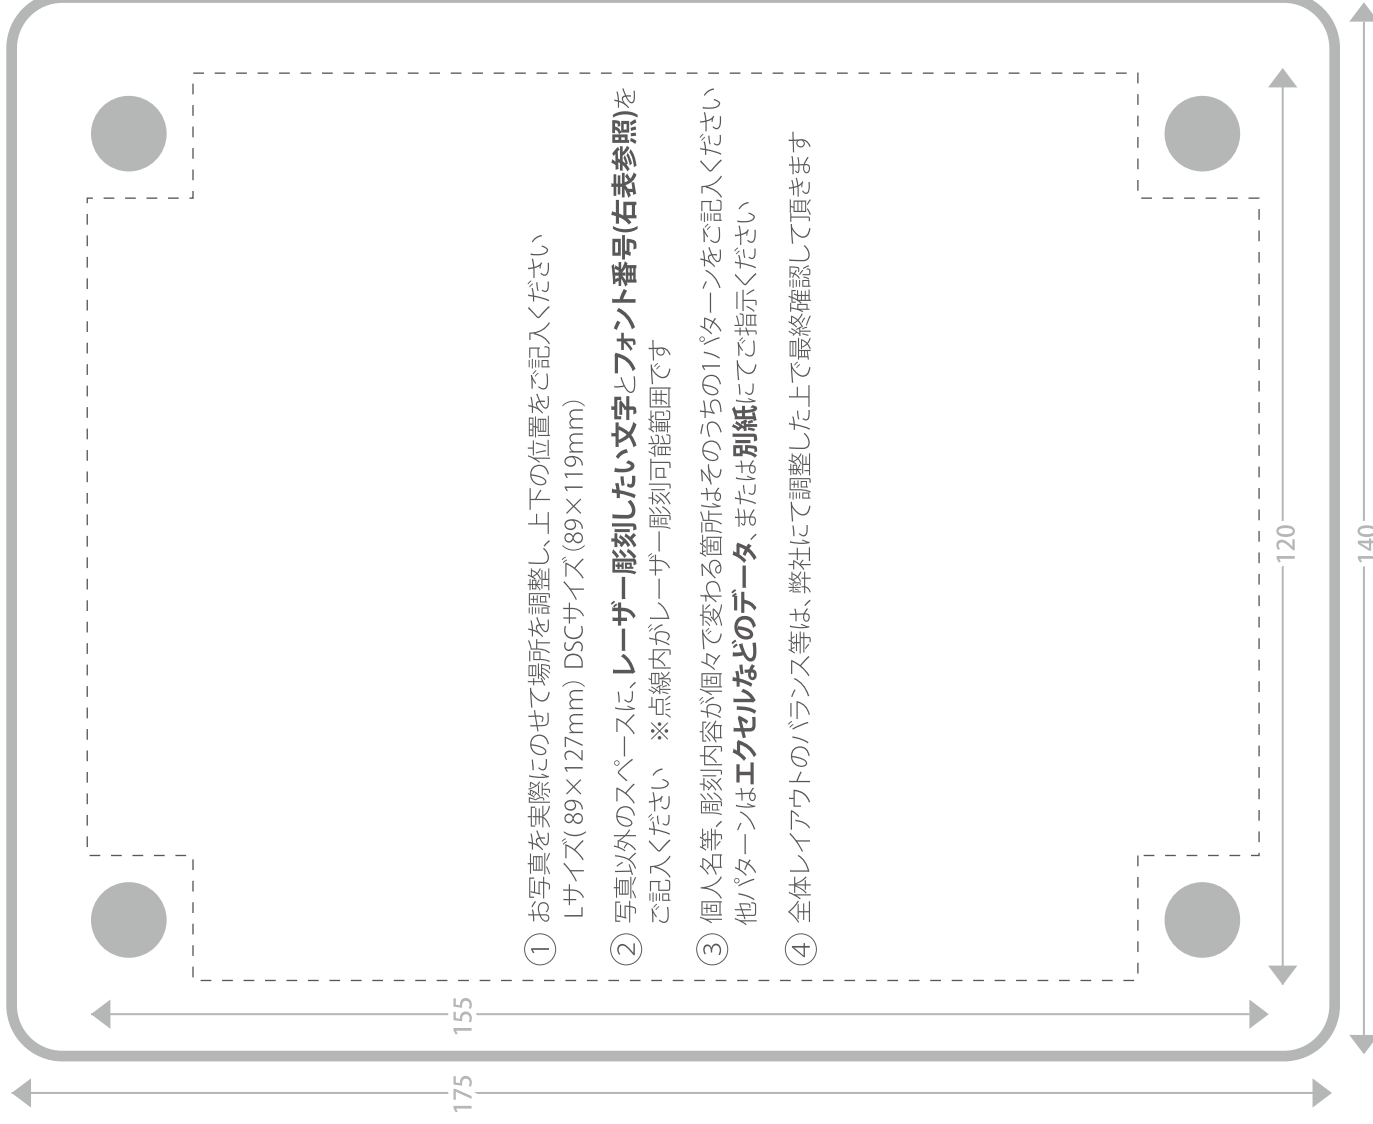 ① お写真を実際にのせて場所を調整し、上下の位置をご記入ください
Lサイズ(89×127mm) DSCサイズ(89×119mm)
② 写真以外のスペースに、レーザー彫刻したい文字とフォント番号(右表参照)を
ご記入ください ※点線内がレーザー彫刻可能範囲です
③ 個人名等、彫刻内容が個々で変わる箇所はそのうちの1パターンをご記入ください
他パターンはエクセルなどのデータ、または別紙にてご指示ください
④ 全体レイアウトのバランス等は、弊社にて調整した上で最終確認して頂きます
155
175
120
140